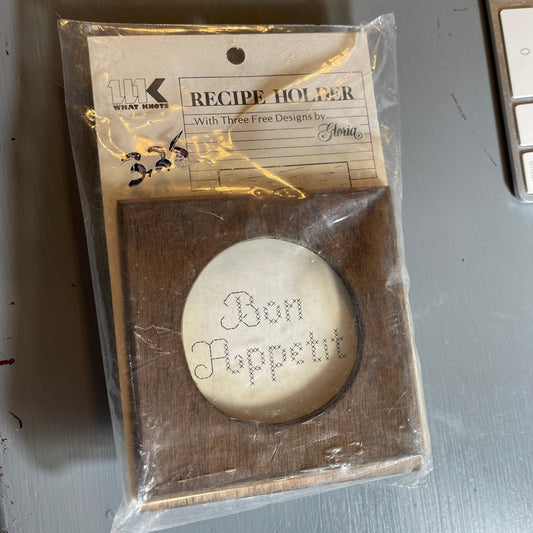 WK
WHAT KNOTS
RECIPE HOLDER
With Three Free Designs by
Gloria
Bon
Appetit